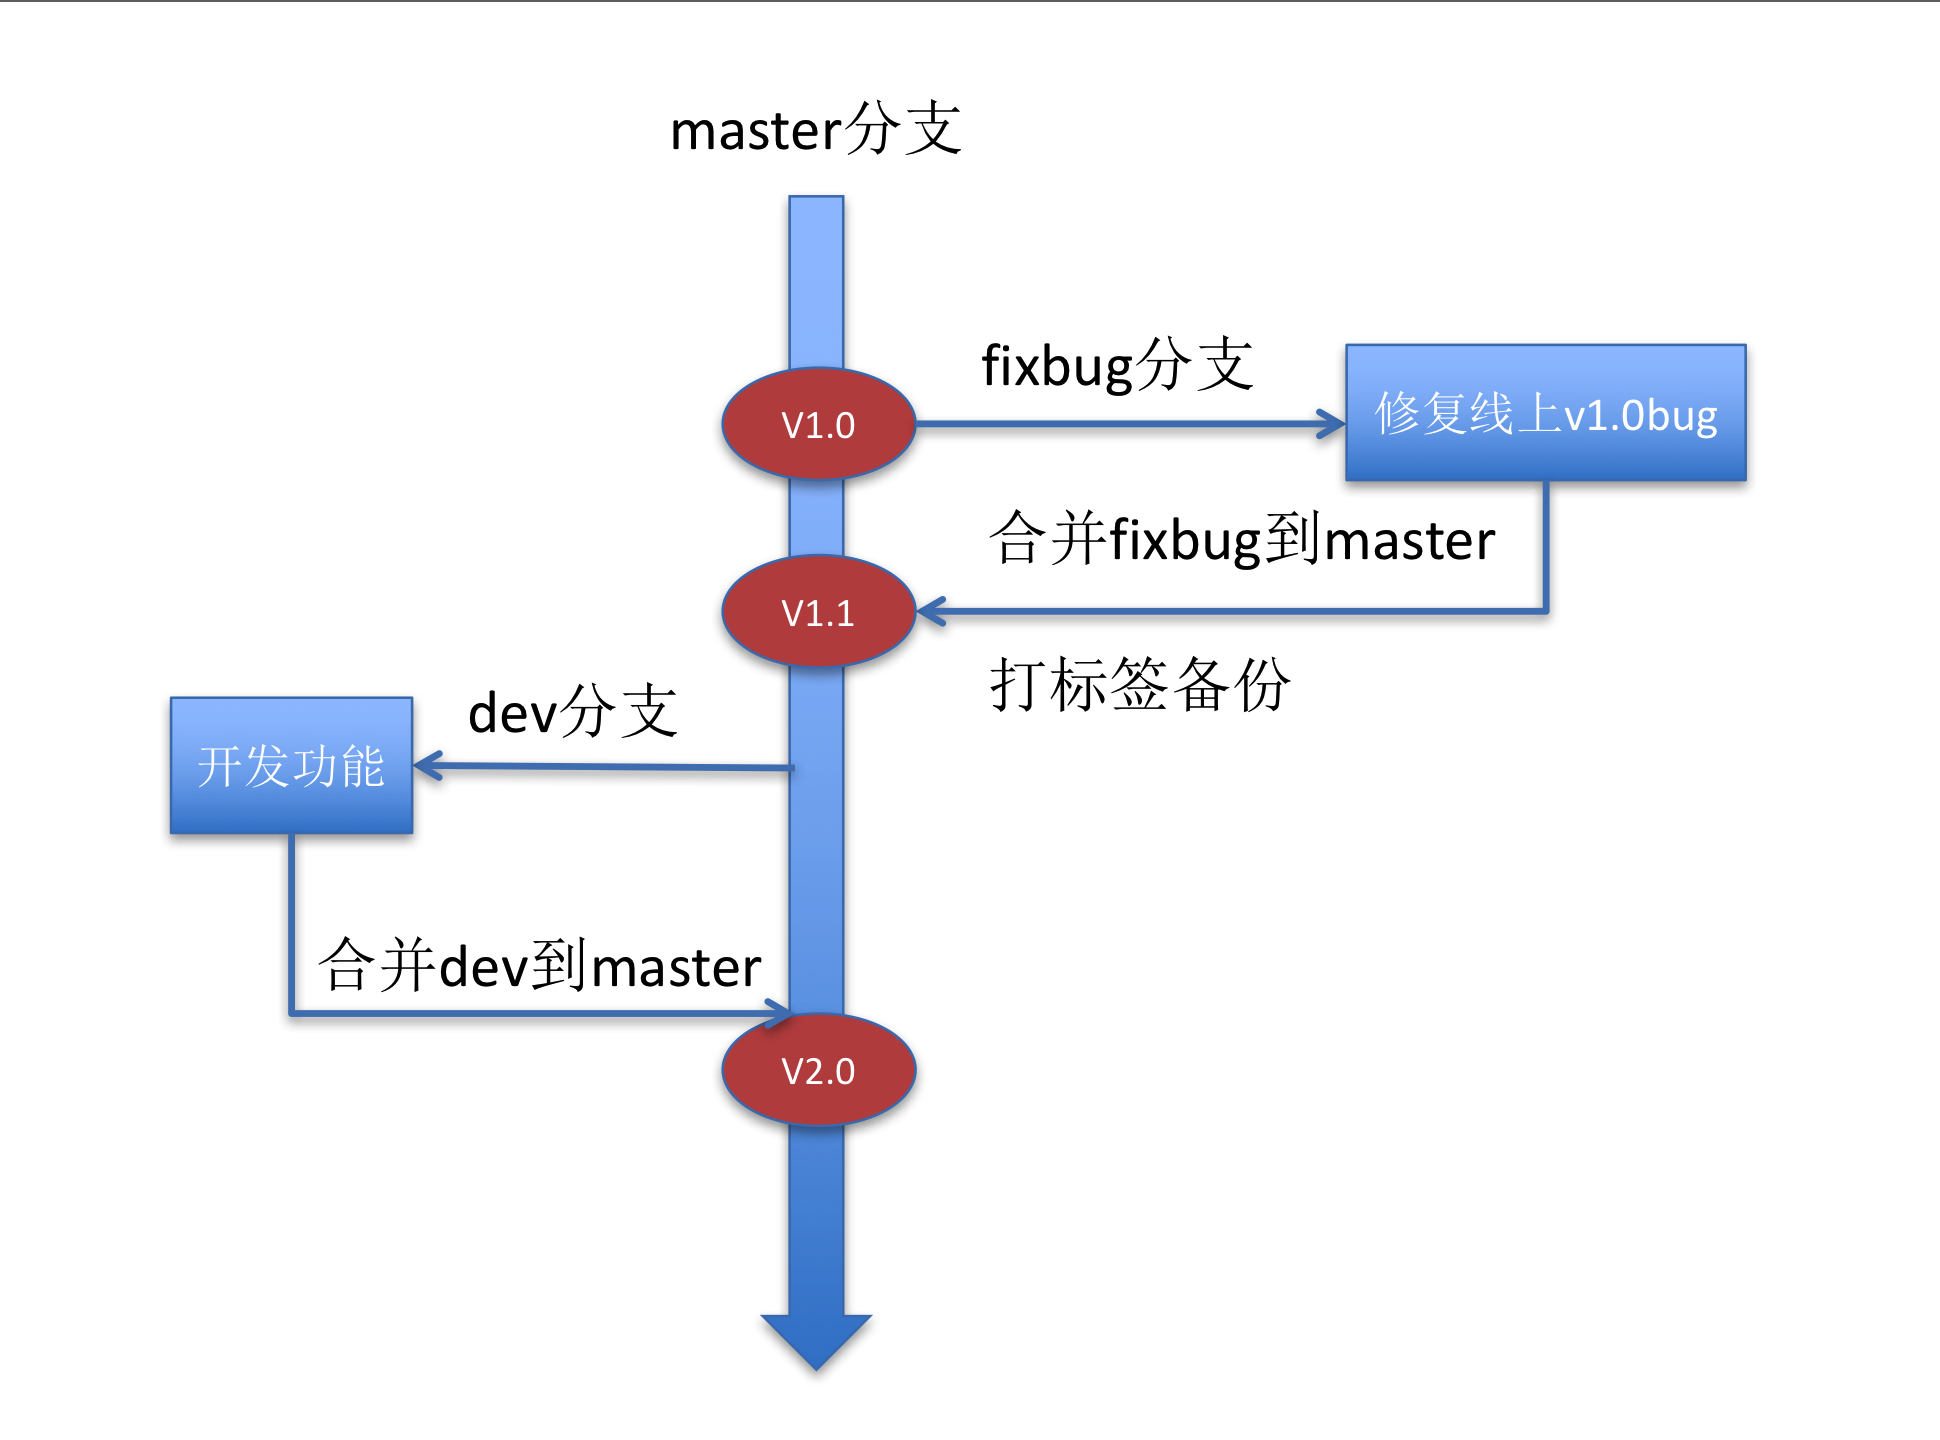 master分支
fixbug分支
V1.0
修复线上v1.0bug
合并fixbug到master
V1.1
打标签备份
dev分支
开发功能
合并dev到master
V2.0